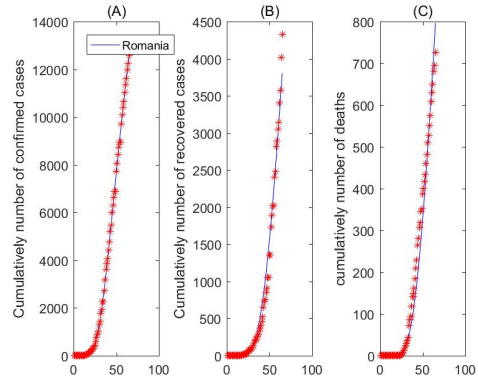 (A)
Cumulatively number of confirmed cases
14000
12000
10000
8000
6000
4000
2000
0
0 50 100
Romania
(B)
Cumulatively number of recovered cases
4500
4000
3500
3000
2500
2000
1500
1000
500
0
0 50 100
(C)
cumulatively number of deaths
800
700
600
500
400
300
200
100
0
0 50 100